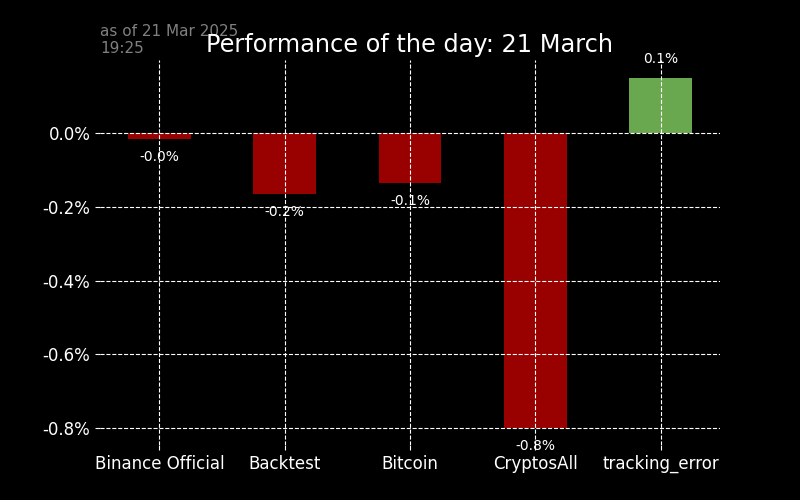 as of 21 Mar 2025
19:25
Performance of the day: 21 March
0.1%
0.0%
-0.0%
-0.2%
-0.1%
-0.2%
-0.4%
-0.6%
-0.8%
-0.8%
Binance Official
Backtest
Bitcoin
CryptosAll
tracking_error